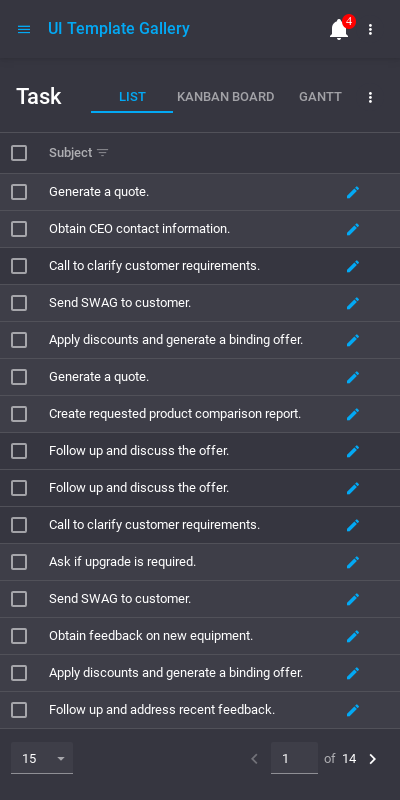 UI Template Gallery 4
Task LIST KANBAN BOARD GANTT
Subject
Generate a quote.
Obtain CEO contact information.
Call to clarify customer requirements.
Send SWAG to customer.
Apply discounts and generate a binding offer.
Generate a quote.
Create requested product comparison report.
Follow up and discuss the offer.
Follow up and discuss the offer.
Call to clarify customer requirements.
Ask if upgrade is required.
Send SWAG to customer.
Obtain feedback on new equipment.
Apply discounts and generate a binding offer.
Follow up and address recent feedback.
15 1 of 14